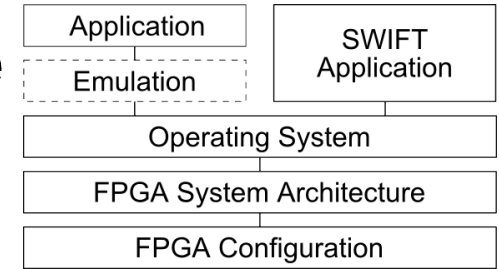 Application
Emulation
SWIFT
Application
Operating System
FPGA System Architecture
FPGA Configuration